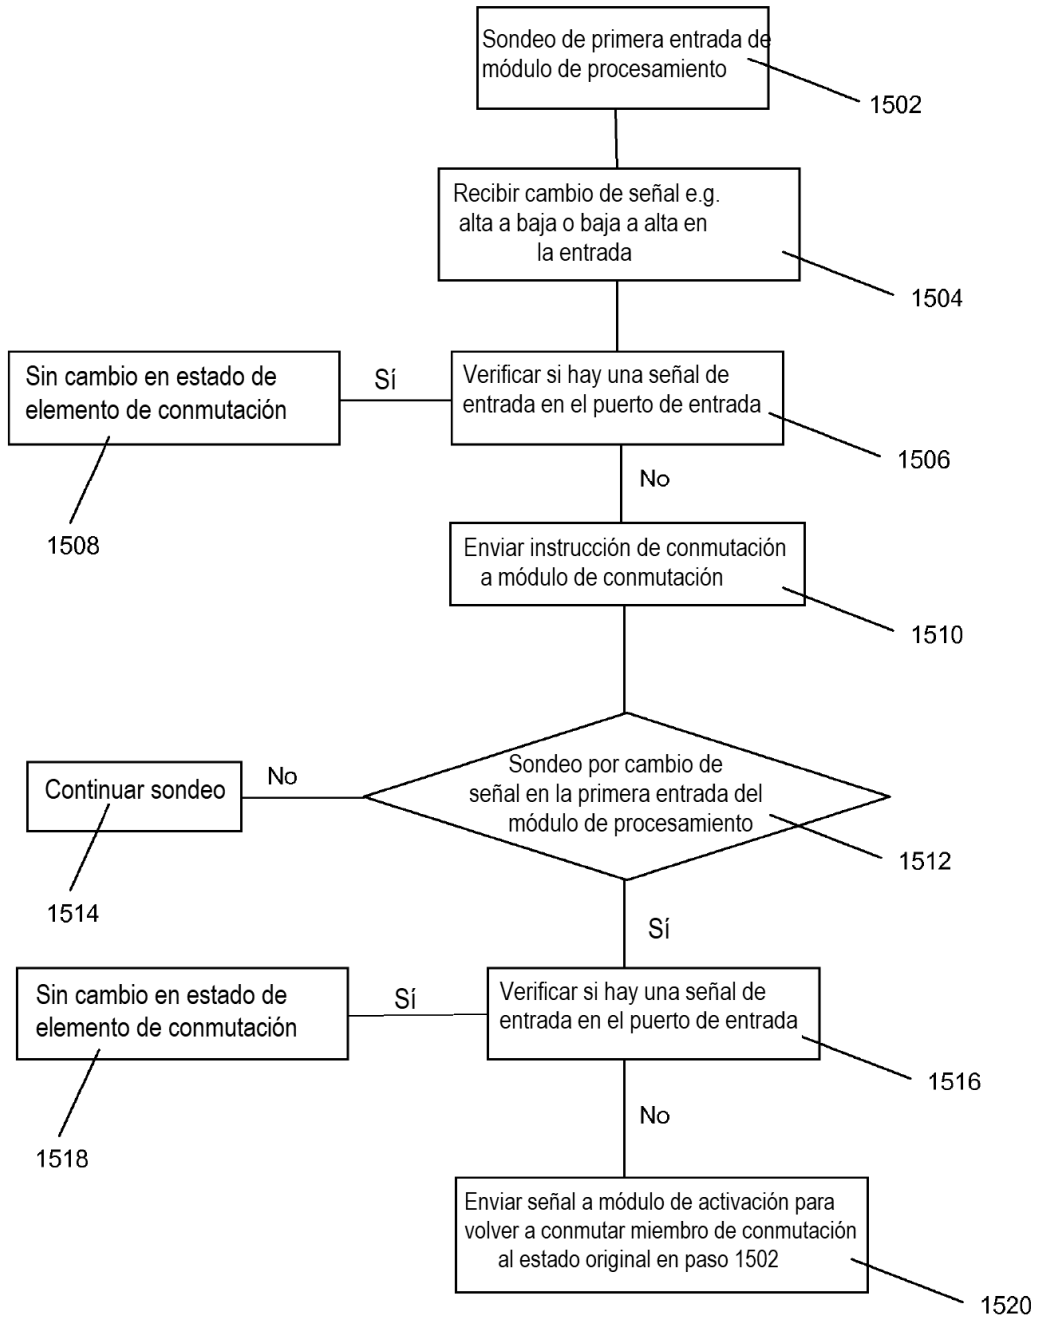 Sondeo de primera entrada de
módulo de procesamiento
1502
Recibir cambio de señal e.g.
alta a baja o baja a alta en
la entrada
1504
Sin cambio en estado de
elemento de conmutación
1508
Sí
Verificar si hay una señal de
entrada en el puerto de entrada
1506
No
Enviar instrucción de conmutación
a módulo de conmutación
1510
Sondeo por cambio de
señal en la primera entrada del
módulo de procesamiento
1512
No
Continuar sondeo
1514
Sí
Verificar si hay una señal de
entrada en el puerto de entrada
1516
Sí
Sin cambio en estado de
elemento de conmutación
1518
No
Enviar señal a módulo de activación para
volver a conmutar miembro de conmutación
al estado original en paso 1502
1520